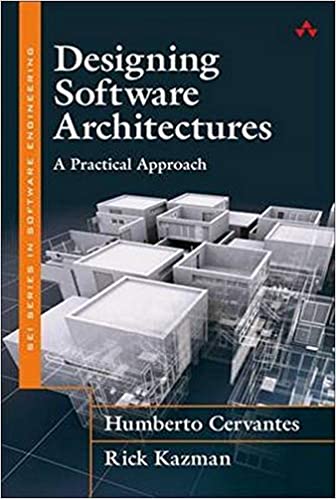 Designing
Software
Architectures
A Practical Approach
SEI SERIES IN SOFTWARE ENGINEERING
Humberto Cervantes
Rick Kazman